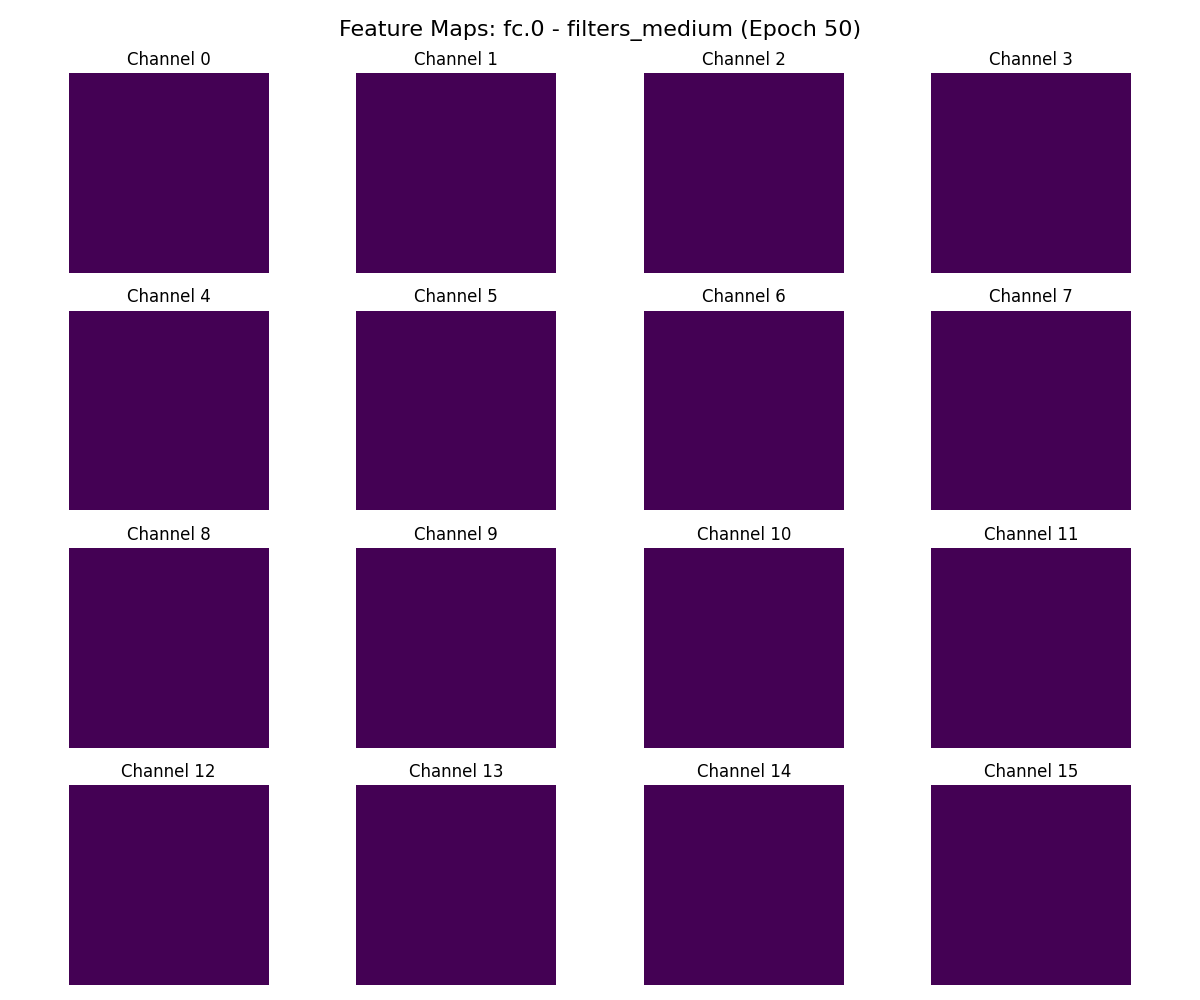 Feature Maps: fc.0 - filters_medium (Epoch 50)
Channel 0
Channel 1
Channel 2
Channel 3
Channel 4
Channel 5
Channel 6
Channel 7
Channel 8
Channel 9
Channel 10
Channel 11
Channel 12
Channel 13
Channel 14
Channel 15